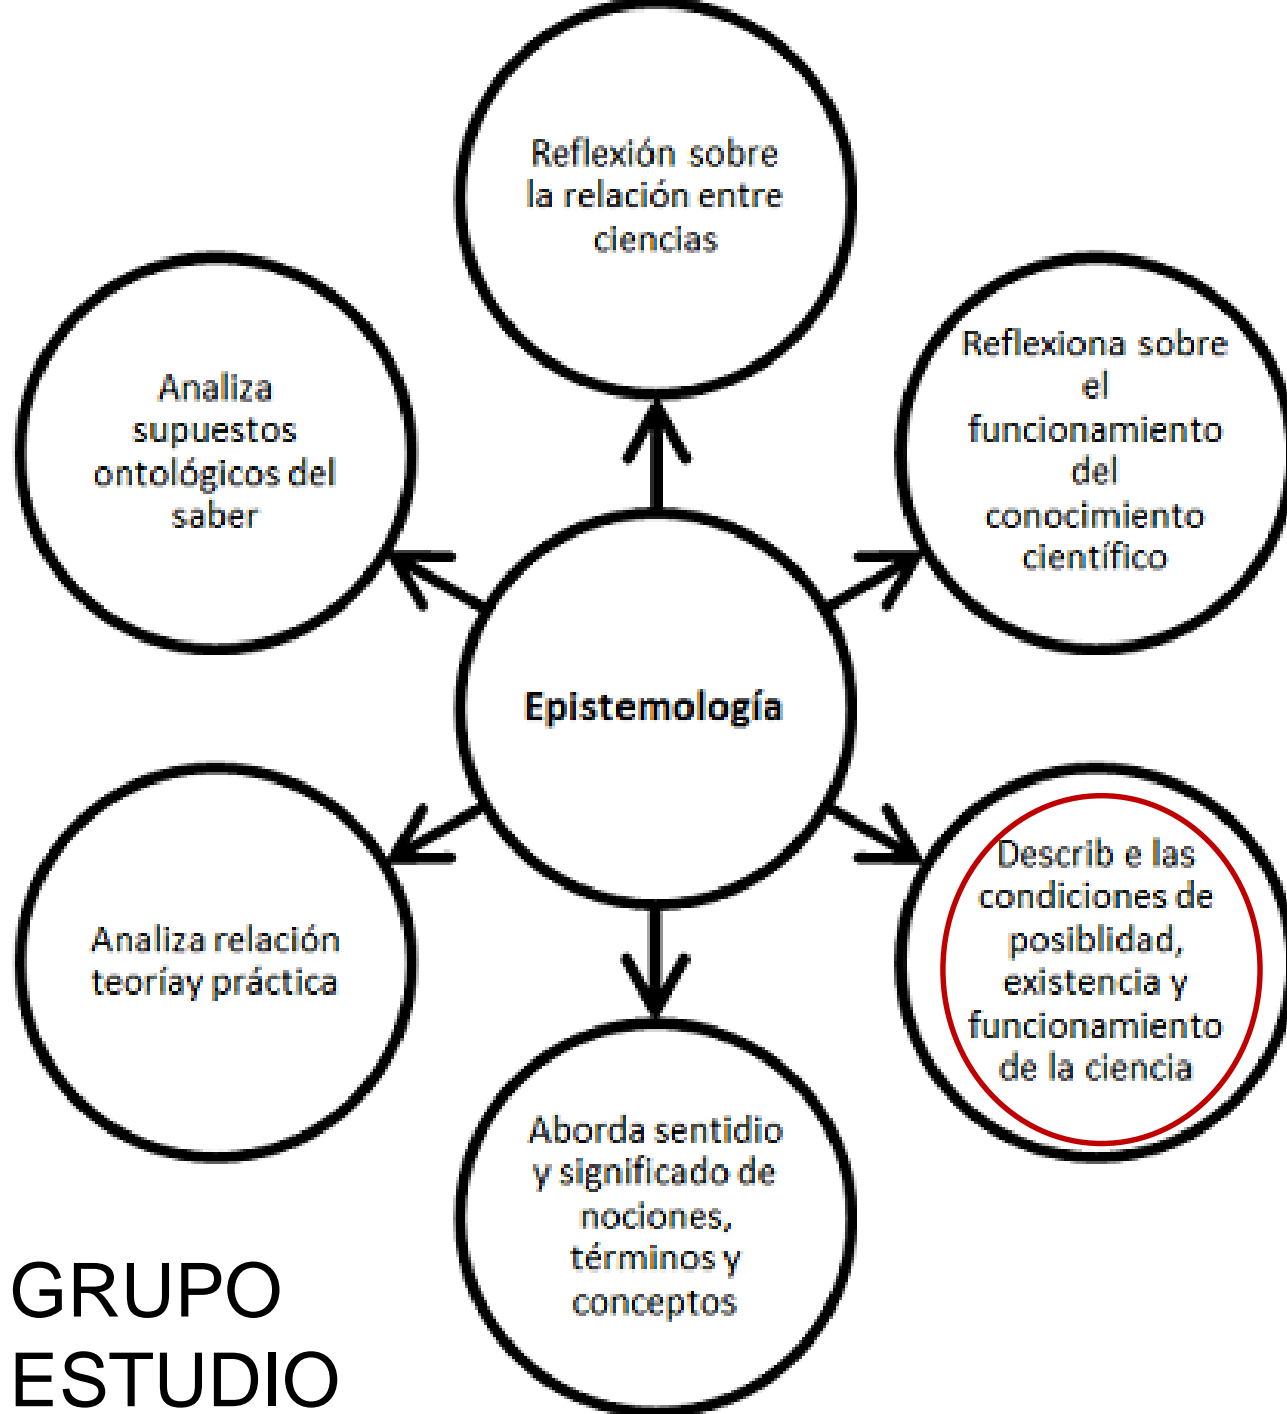 Reflexión sobre
la relación entre
ciencias
Analiza
supuestos
ontológicos del
saber
Reflexiona sobre
el
funcionamiento
del
conocimiento
científico
Epistemología
Analiza relación
teoríay práctica
Describ e las
condiciones de
posiblidad,
existencia y
funcionamiento
de la ciencia
Aborda sentidio
y significado de
nociones,
términos y
conceptos
GRUPO
ESTUDIO